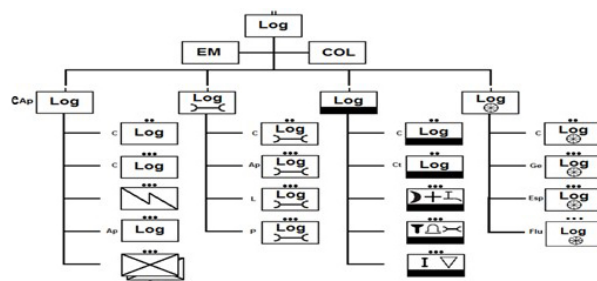 Log
EM COL
CAp Log Log Log Log
C Log C Log C Log C Log
C Log Ap Log Ct Log Ge Log
L Log Esp Log
Ap Log P Log Flu Log
I